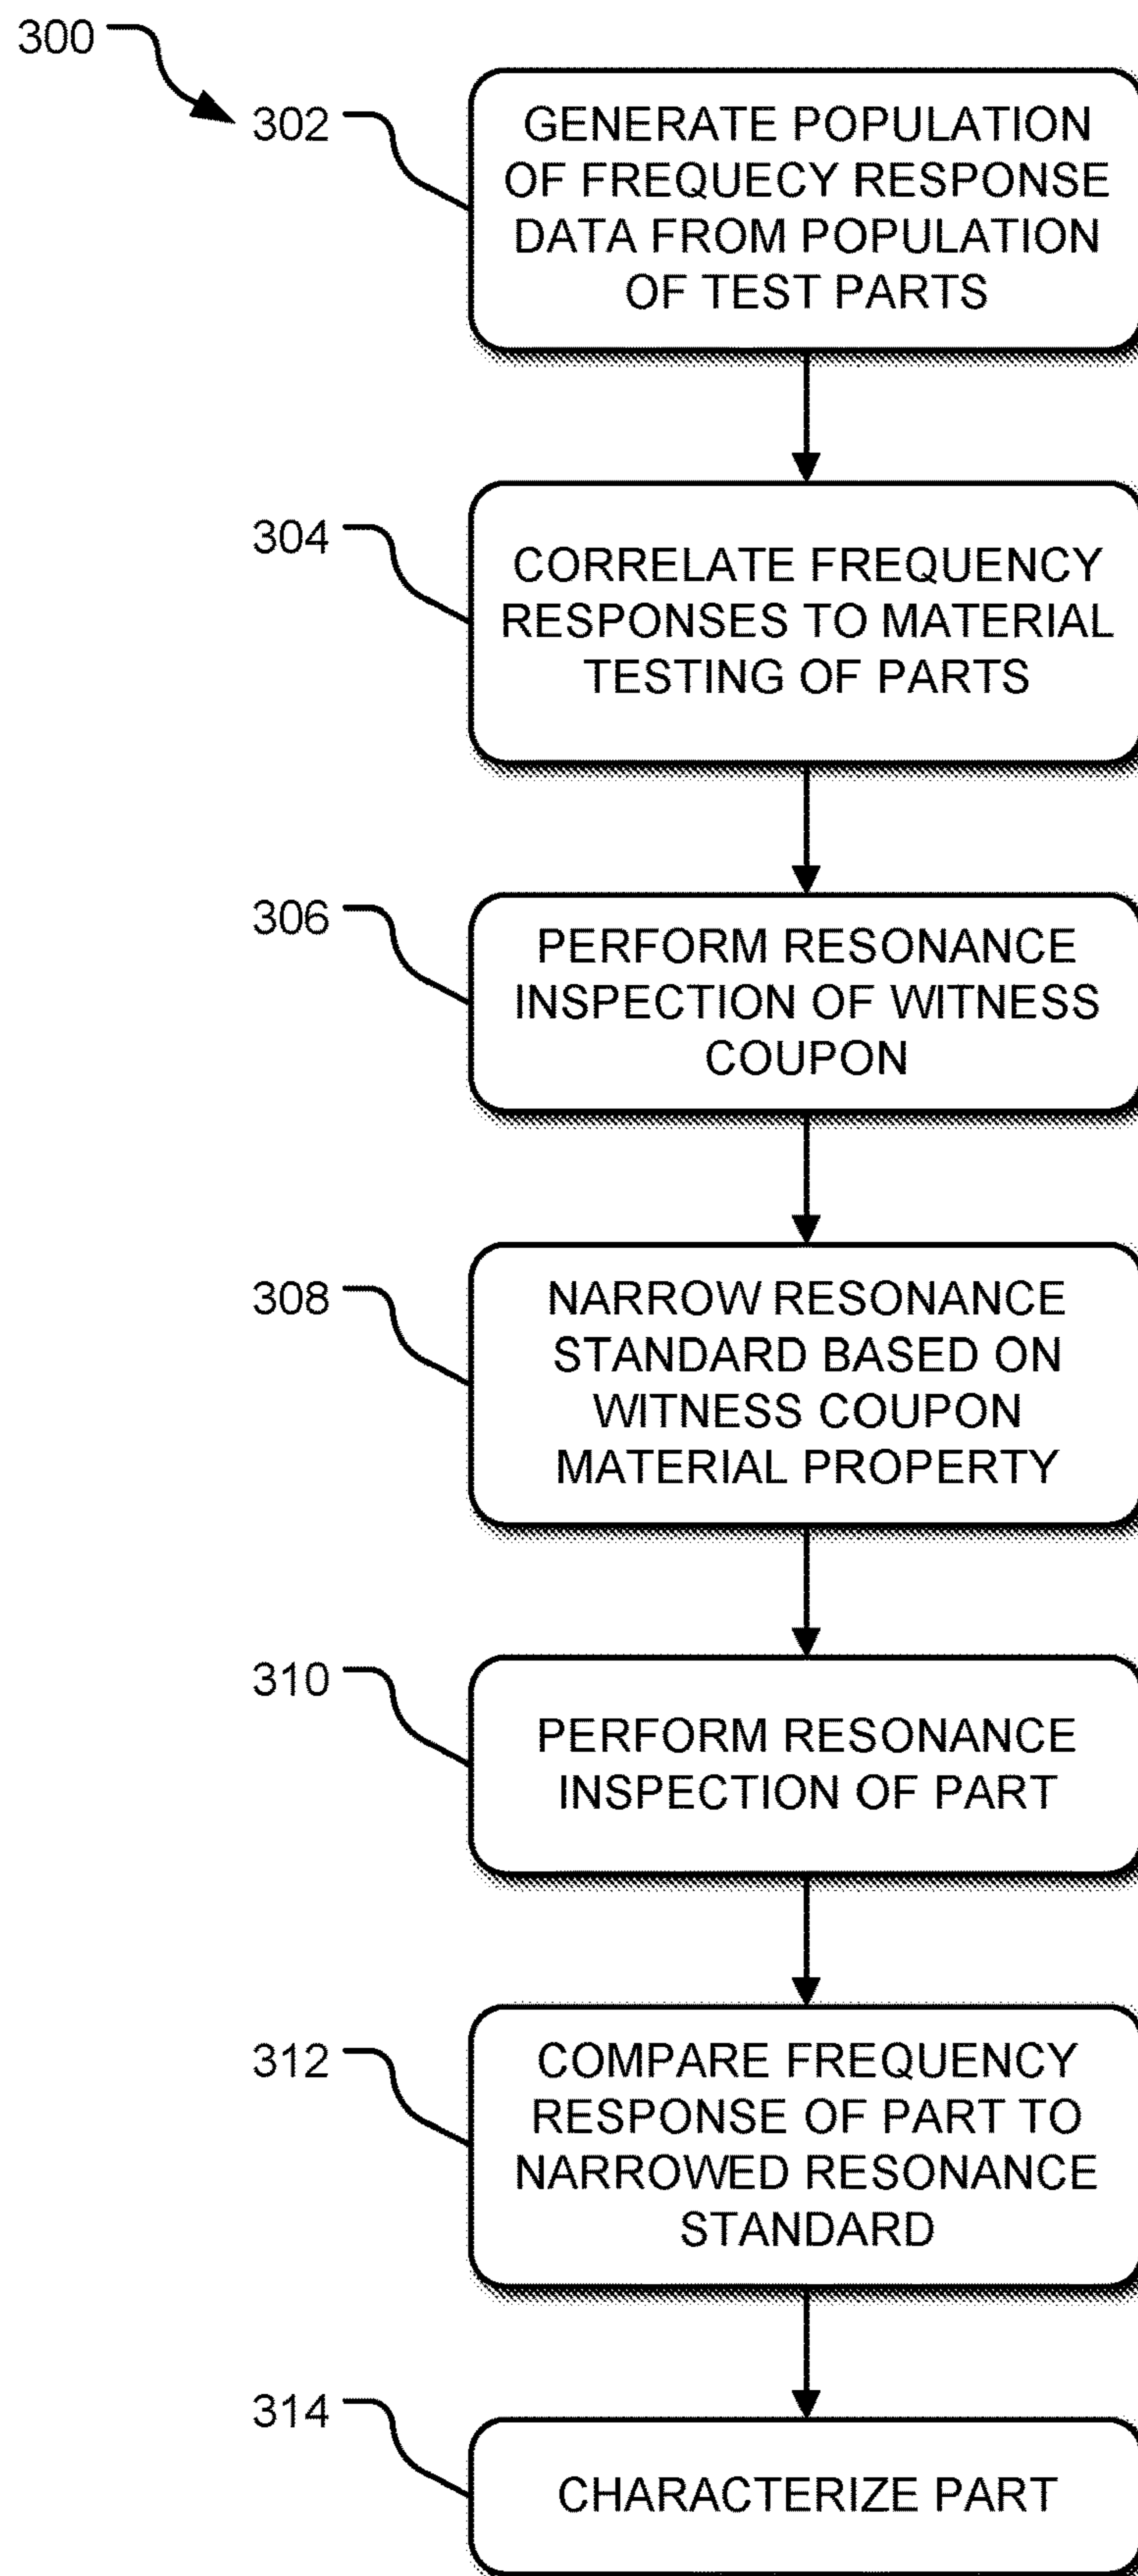 300
302
GENERATE POPULATION
OF FREQUECY RESPONSE
DATA FROM POPULATION
OF TEST PARTS
304
CORRELATE FREQUENCY
RESPONSES TO MATERIAL
TESTING OF PARTS
306
PERFORM RESONANCE
INSPECTION OF WITNESS
COUPON
308
NARROW RESONANCE
STANDARD BASED ON
WITNESS COUPON
MATERIAL PROPERTY
310
PERFORM RESONANCE
INSPECTION OF PART
312
COMPARE FREQUENCY
RESPONSE OF PART TO
NARROWED RESONANCE
STANDARD
314
CHARACTERIZE PART